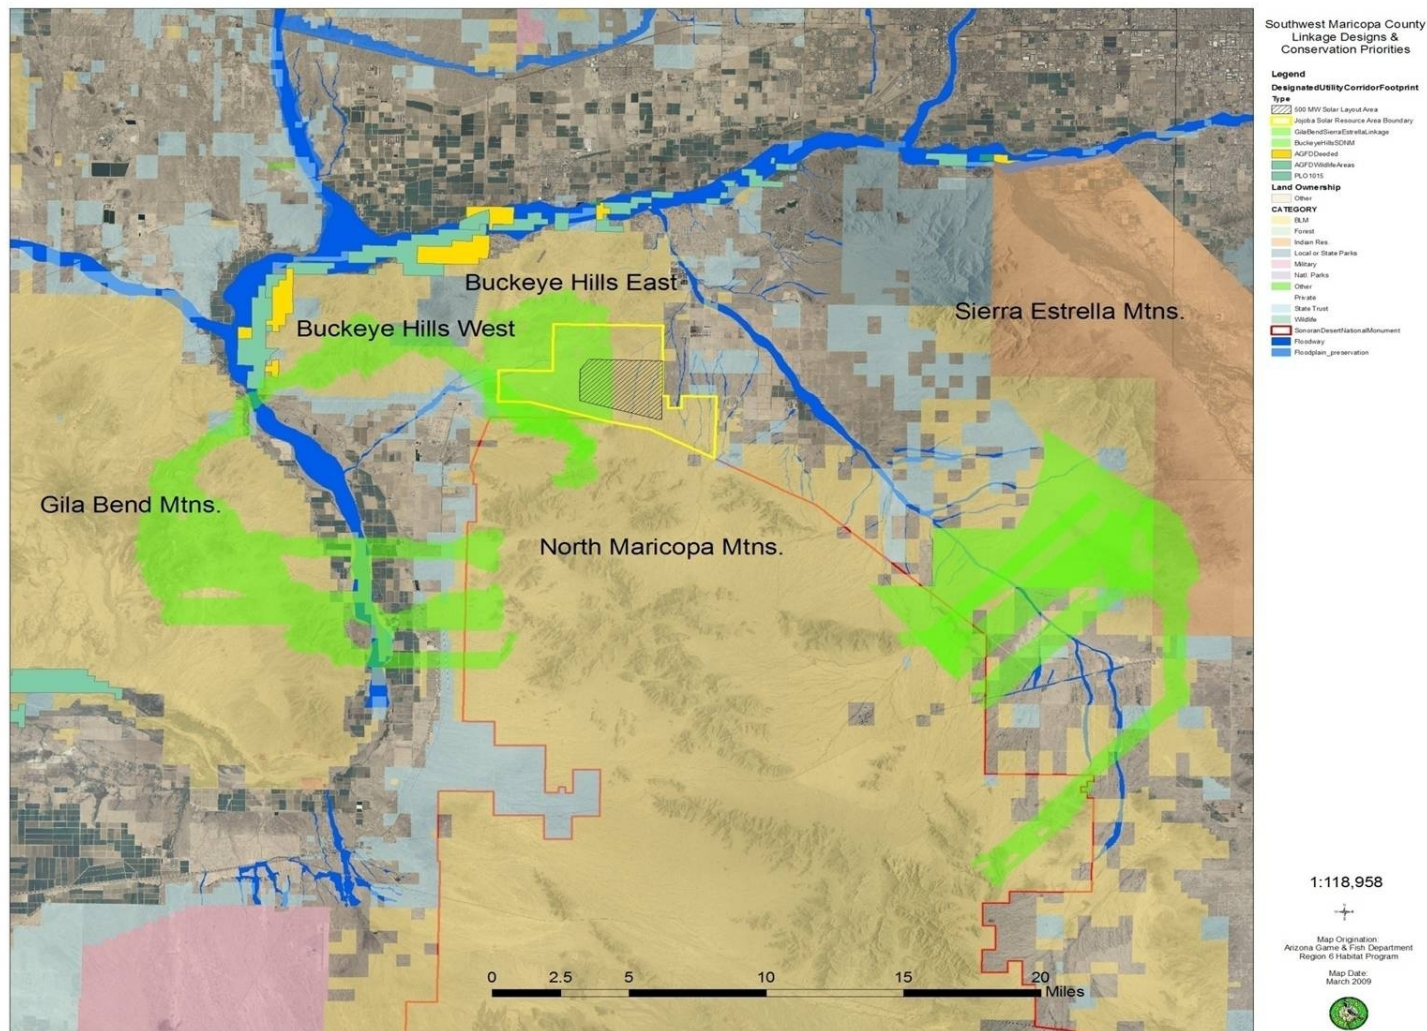 Southwest Maricopa County
Linkage Designs &
Conservation Priorities
Legend
DesignatedUtilityCorridorFootprint
Type
500 MW Solar Layout Area
Jojoba Solar Resource Area Boundary
GilaBendSierraEstrellaLinkage
BuckeyeHillsSDNM
AGFDDeeded
AGFDWildlifeAreas
PLO1015
Land Ownership
Other
CATEGORY
BLM
Forest
Indian Res.
Local or State Parks
Military
Natl. Parks
Other
Private
State Trust
Wildlife
SonoranDesertNationalMonument
Floodway
Floodplain_preservation
Buckeye Hills East
Buckeye Hills West
Sierra Estrella Mtns.
Gila Bend Mtns.
North Maricopa Mtns.
0 2.5 5 10 15 20
Miles
1:118,958
Map Origination:
Arizona Game & Fish Department
Region 6 Habitat Program
Map Date:
March 2009